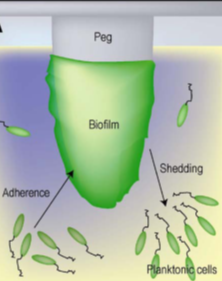 Peg
Biofilm
Shedding
Adherence
Planktonic cells